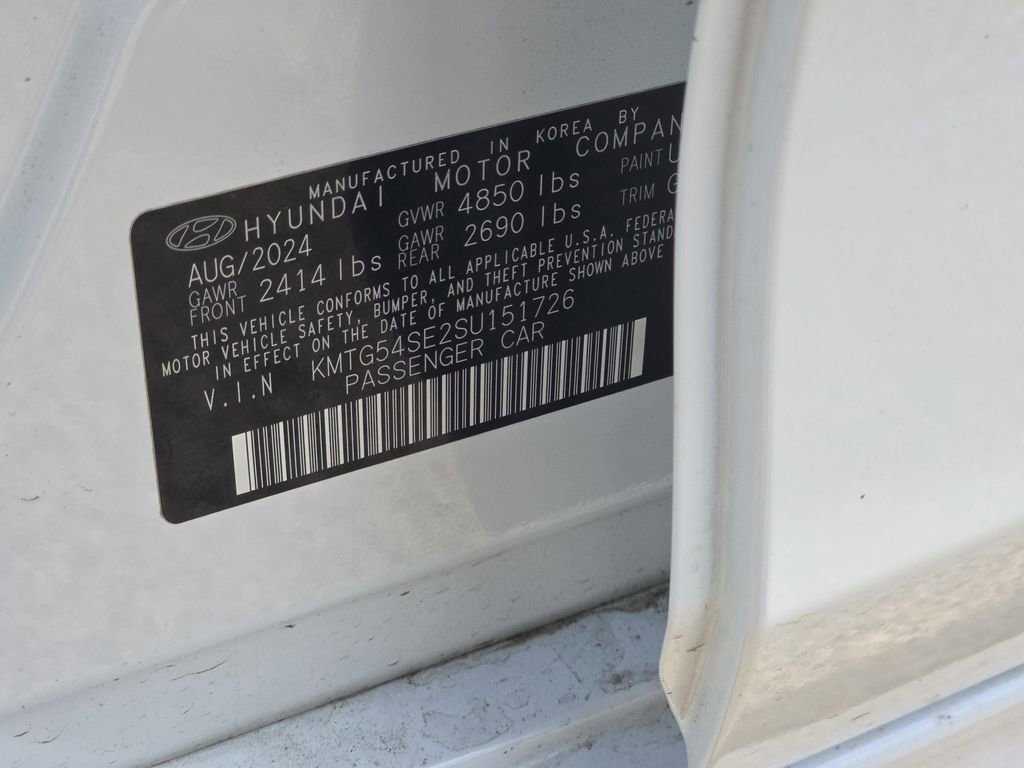 MANUFACTURED IN KOREA BY
HYUNDAI MOTOR COMPAN
AUG/2024 GVWR 4850 lbs PAINT U
GAWR FRONT 2414 lbs GAWR REAR 2690 lbs TRIM G
THIS VEHICLE CONFORMS TO ALL APPLICABLE U.S.A. FEDERA
MOTOR VEHICLE SAFETY, BUMPER, AND THEFT PREVENTION STAND
IN EFFECT ON THE DATE OF MANUFACTURE SHOWN ABOVE
V.I.N KMTG54SE2SU151726
PASSENGER CAR